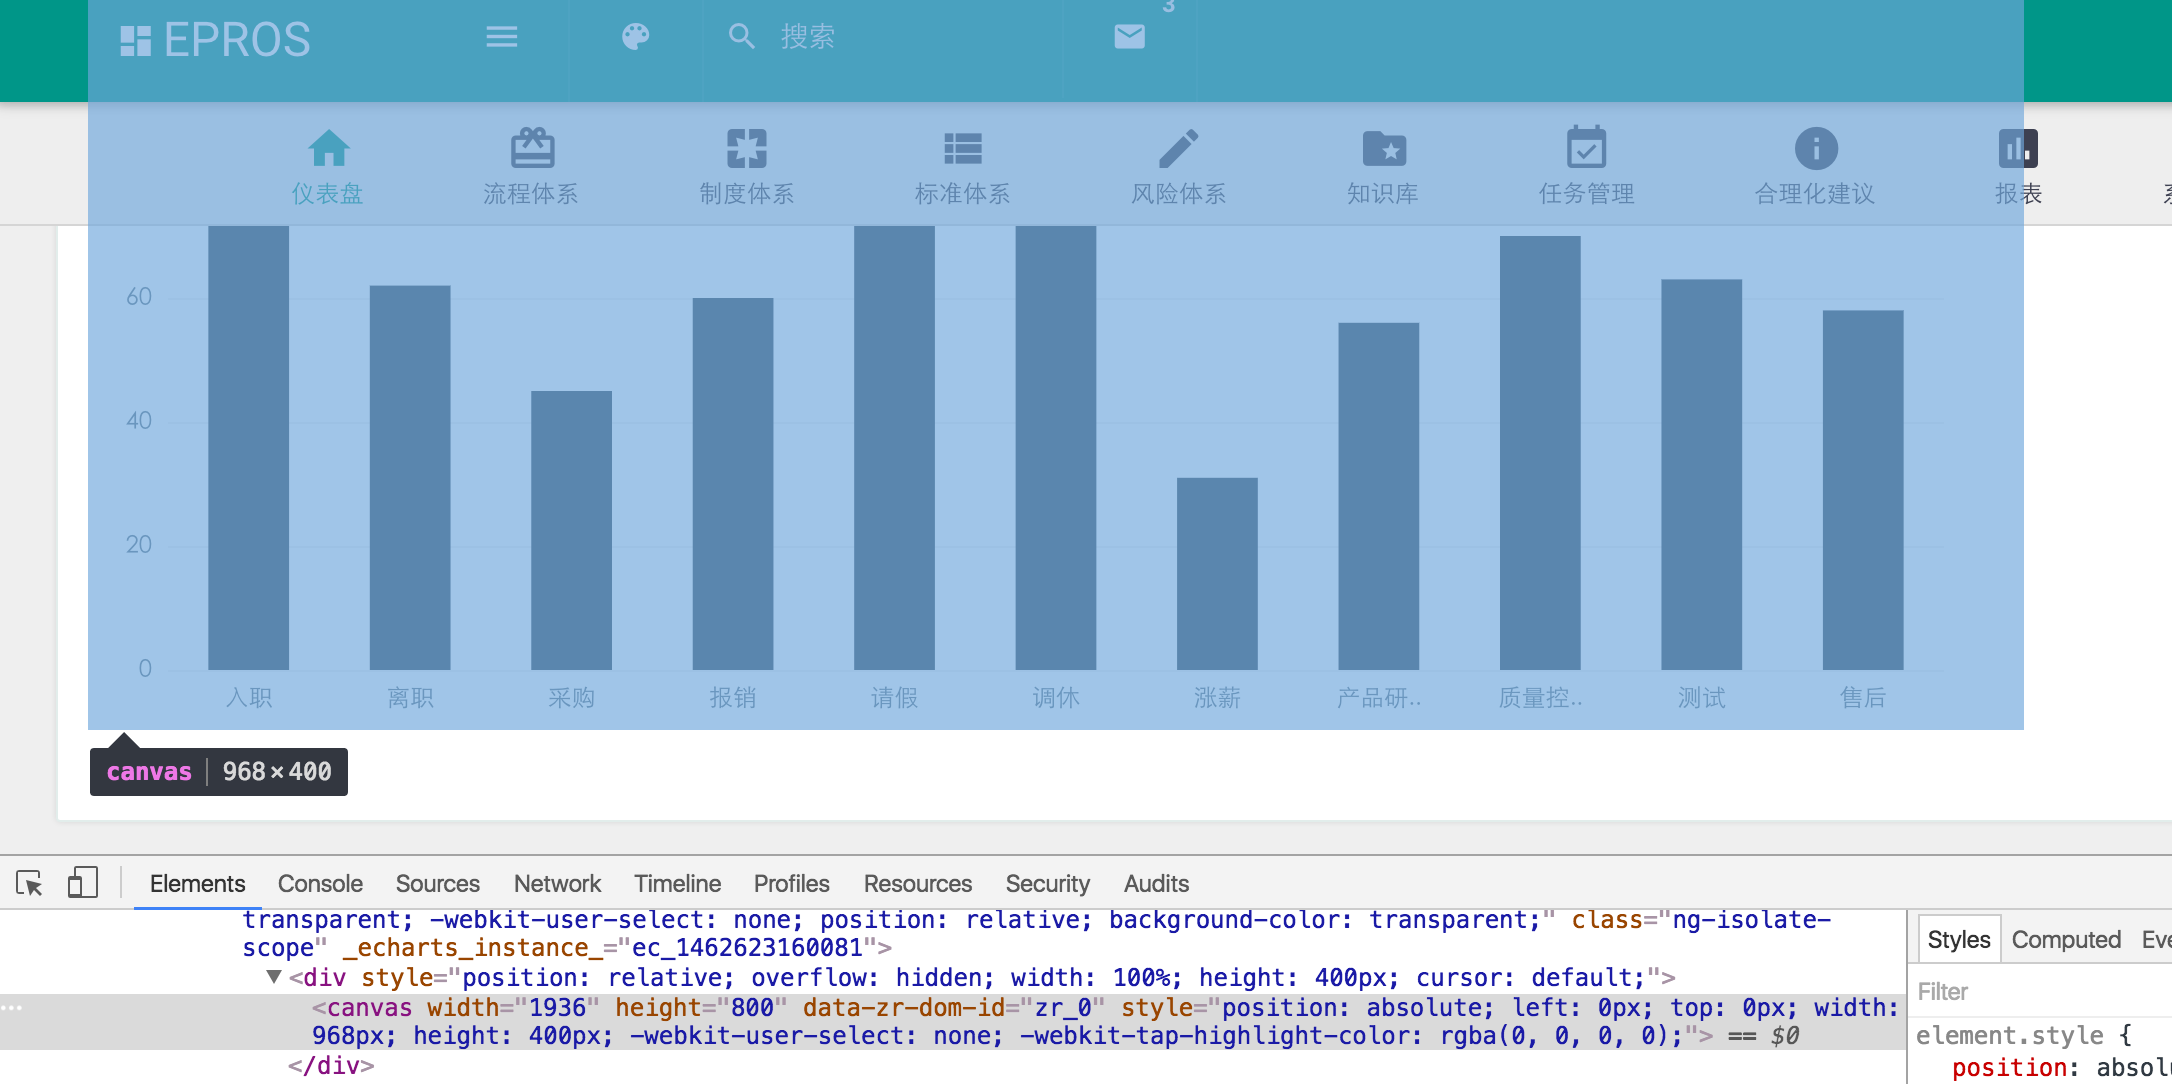 3
EPROS
搜索
仪表盘 流程体系 制度体系 标准体系 风险体系 知识库 任务管理 合理化建议 报表
60
40
20
0
入职 离职 采购 报销 请假 调休 涨薪 产品研.. 质量控.. 测试 售后
canvas 968×400
Elements Console Sources Network Timeline Profiles Resources Security Audits
transparent; -webkit-user-select: none; position: relative; background-color: transparent;" class="ng-isolate-
scope" _echarts_instance_="ec_1462623160081">
▼<div style="position: relative; overflow: hidden; width: 100%; height: 400px; cursor: default;">
<canvas width="1936" height="800" data-zr-dom-id="zr_0" style="position: absolute; left: 0px; top: 0px; width:
968px; height: 400px; -webkit-user-select: none; -webkit-tap-highlight-color: rgba(0, 0, 0, 0);"> == $0
</div>
Styles Computed Eve
Filter
element.style {
position: absol